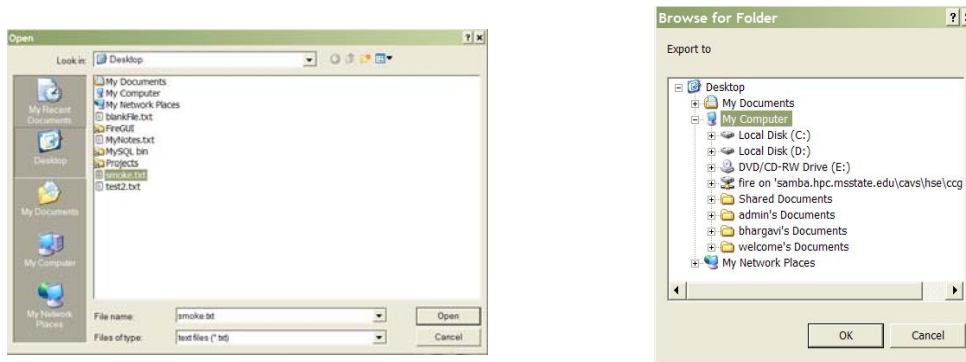 Open
Look in: Desktop
My Recent
Documents
Desktop
My Documents
My Computer
My Network
Places
My Documents
My Computer
My Network Places
blankFile.txt
FireGUI
MyNotes.txt
MySQL bin
Projects
smoke.txt
test2.txt
File name: smoke.txt Open
Files of type: text files (*.txt) Cancel
Browse for Folder
Export to
Desktop
My Documents
My Computer
Local Disk (C:)
Local Disk (D:)
DVD/CD-RW Drive (E:)
fire on 'samba.hpc.msstate.edu\cavs\hse\ccg
Shared Documents
admin's Documents
bhargavi's Documents
welcome's Documents
My Network Places
OK Cancel